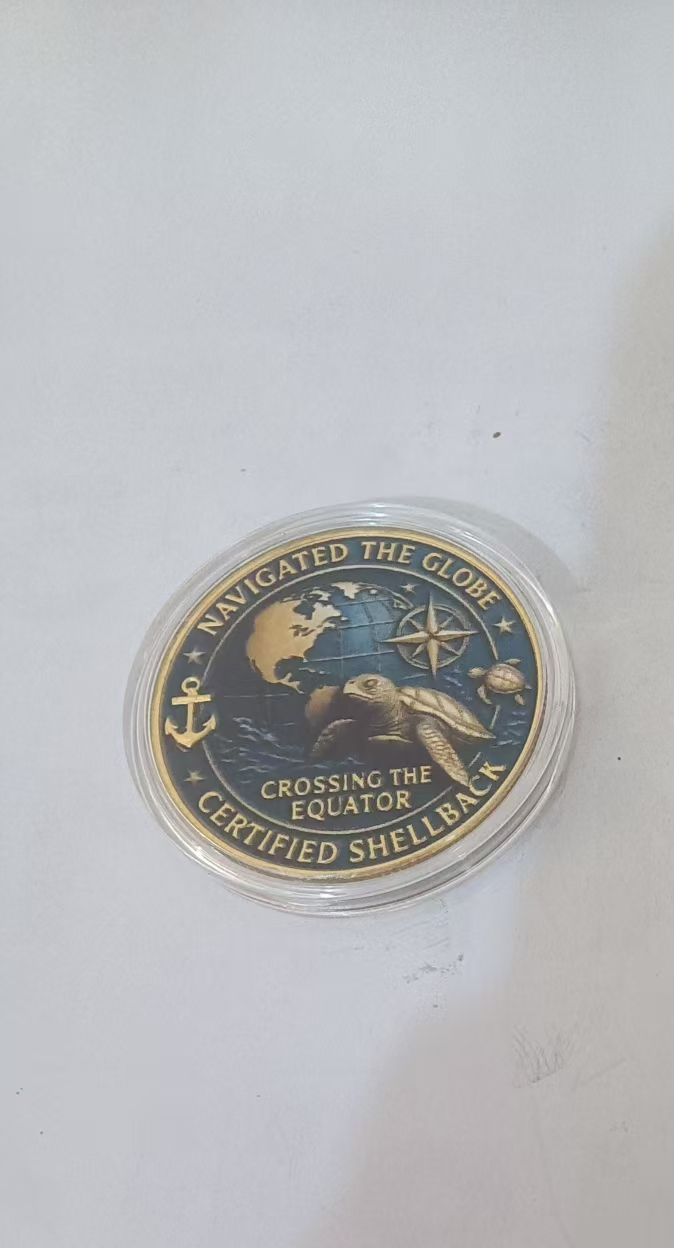 NAVIGATED THE GLOBE
CROSSING THE
EQUATOR
CERTIFIED SHELLBACK